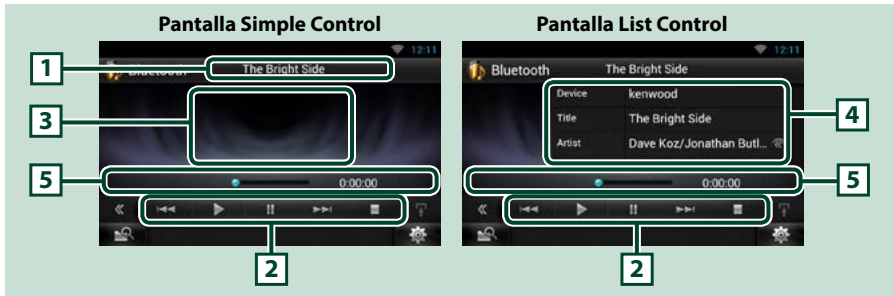 Pantalla Simple Control
Pantalla List Control
12:11
1
Bluetooth
The Bright Side
3
5
0:00:00
2
12:11
Bluetooth
The Bright Side
Device kenwood
Title The Bright Side
Artist Dave Koz/Jonathan Butl...
4
5
0:00:00
2